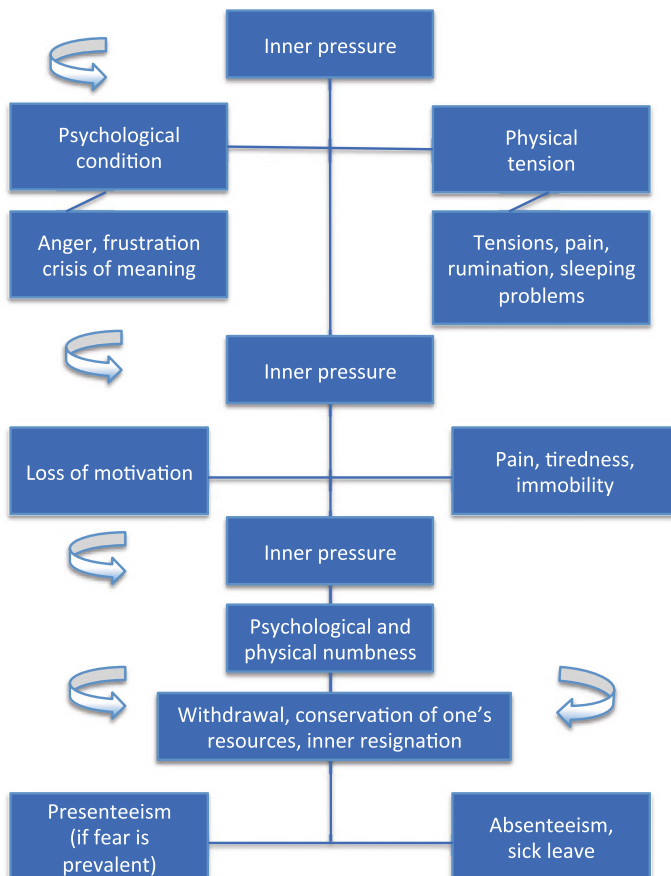 Inner pressure
Psychological
condition
Physical
tension
Anger, frustration
crisis of meaning
Tensions, pain,
rumination, sleeping
problems
Inner pressure
Loss of motivation
Pain, tiredness,
immobility
Inner pressure
Psychological and
physical numbness
Withdrawal, conservation of one’s
resources, inner resignation
Presenteeism
(if fear is
prevalent)
Absenteeism,
sick leave